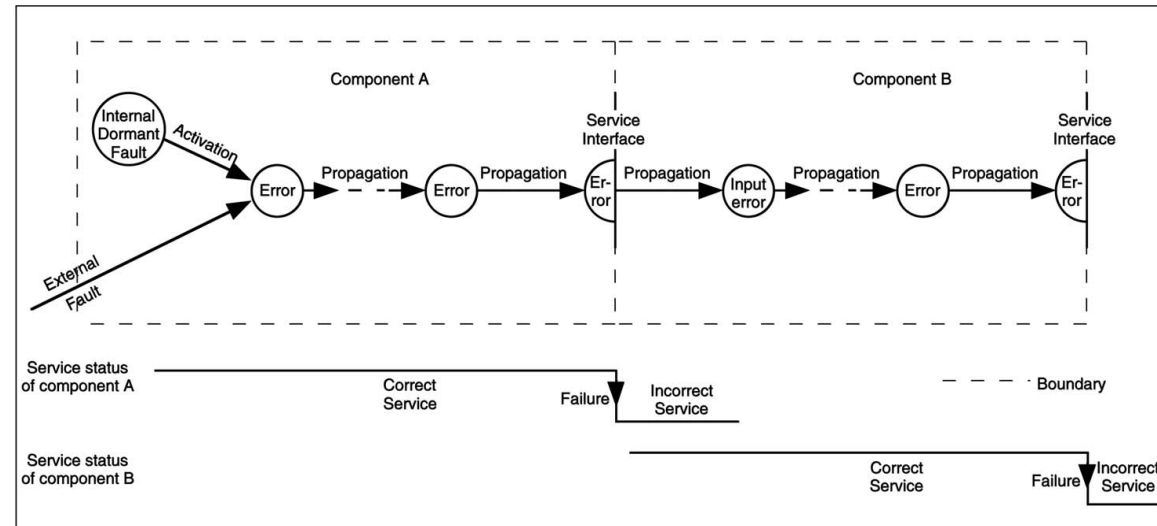 Component A
Component B
Internal
Dormant
Fault
Activation
Service
Interface
Service
Interface
Error
Propagation
Error
Propagation
Er-
ror
Propagation
Input
error
Propagation
Error
Propagation
Er-
ror
External
Fault
Service status
of component A
Correct
Service
Failure
Incorrect
Service
Boundary
Service status
of component B
Correct
Service
Failure
Incorrect
Service